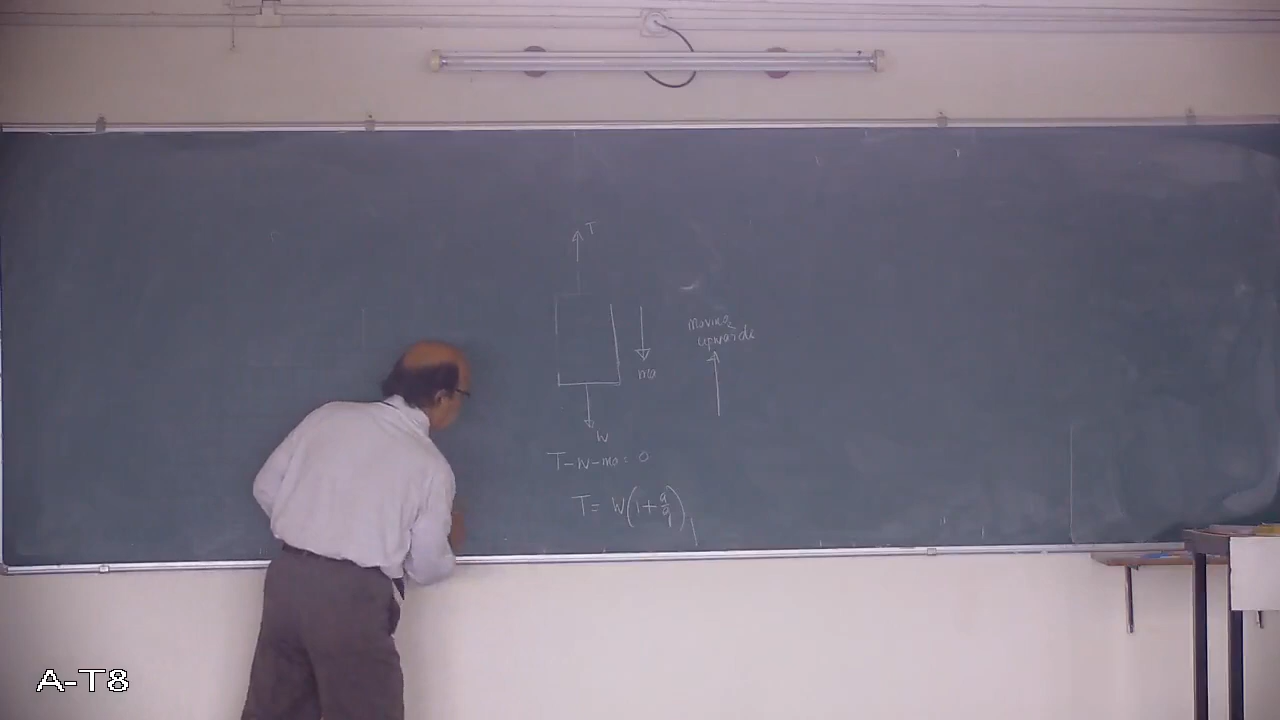 T
moving
upwards
ma
W
T-W-ma = 0
T = W(1+a/g)
A-T8